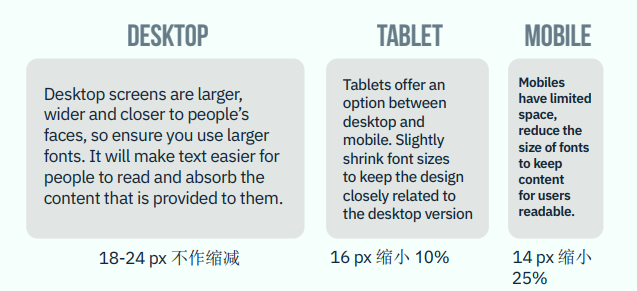 DESKTOP
Desktop screens are larger,
wider and closer to people's
faces, so ensure you use larger
fonts. It will make text easier for
people to read and absorb the
content that is provided to them.
18-24 px 不作缩减
TABLET
Tablets offer an
option between
desktop and
mobile. Slightly
shrink font sizes
to keep the design
closely related to
the desktop version
16 px 缩小 10%
MOBILE
Mobiles
have limited
space,
reduce the
size of fonts
to keep
content
for users
readable.
14 px 缩小
25%